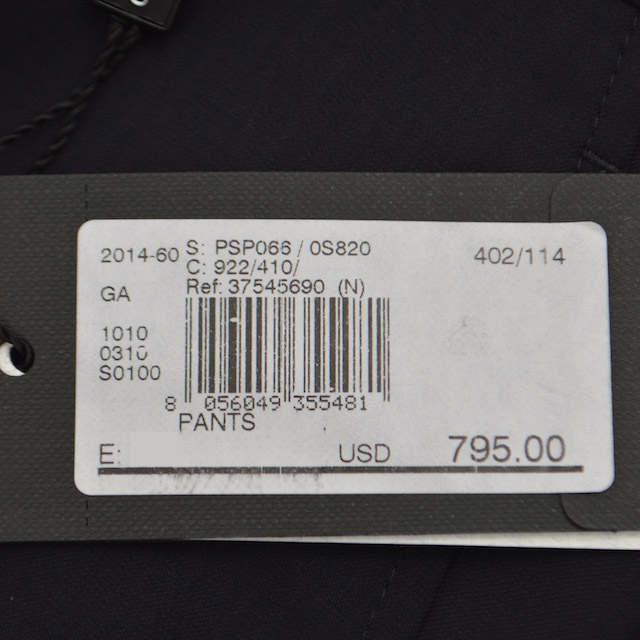 2014-60 S: PSP066 / 0S820 402/114
C: 922/410/
GA Ref: 37545690 (N)
1010
0310
S0100
8 056049 355481
PANTS
E: USD 795.00